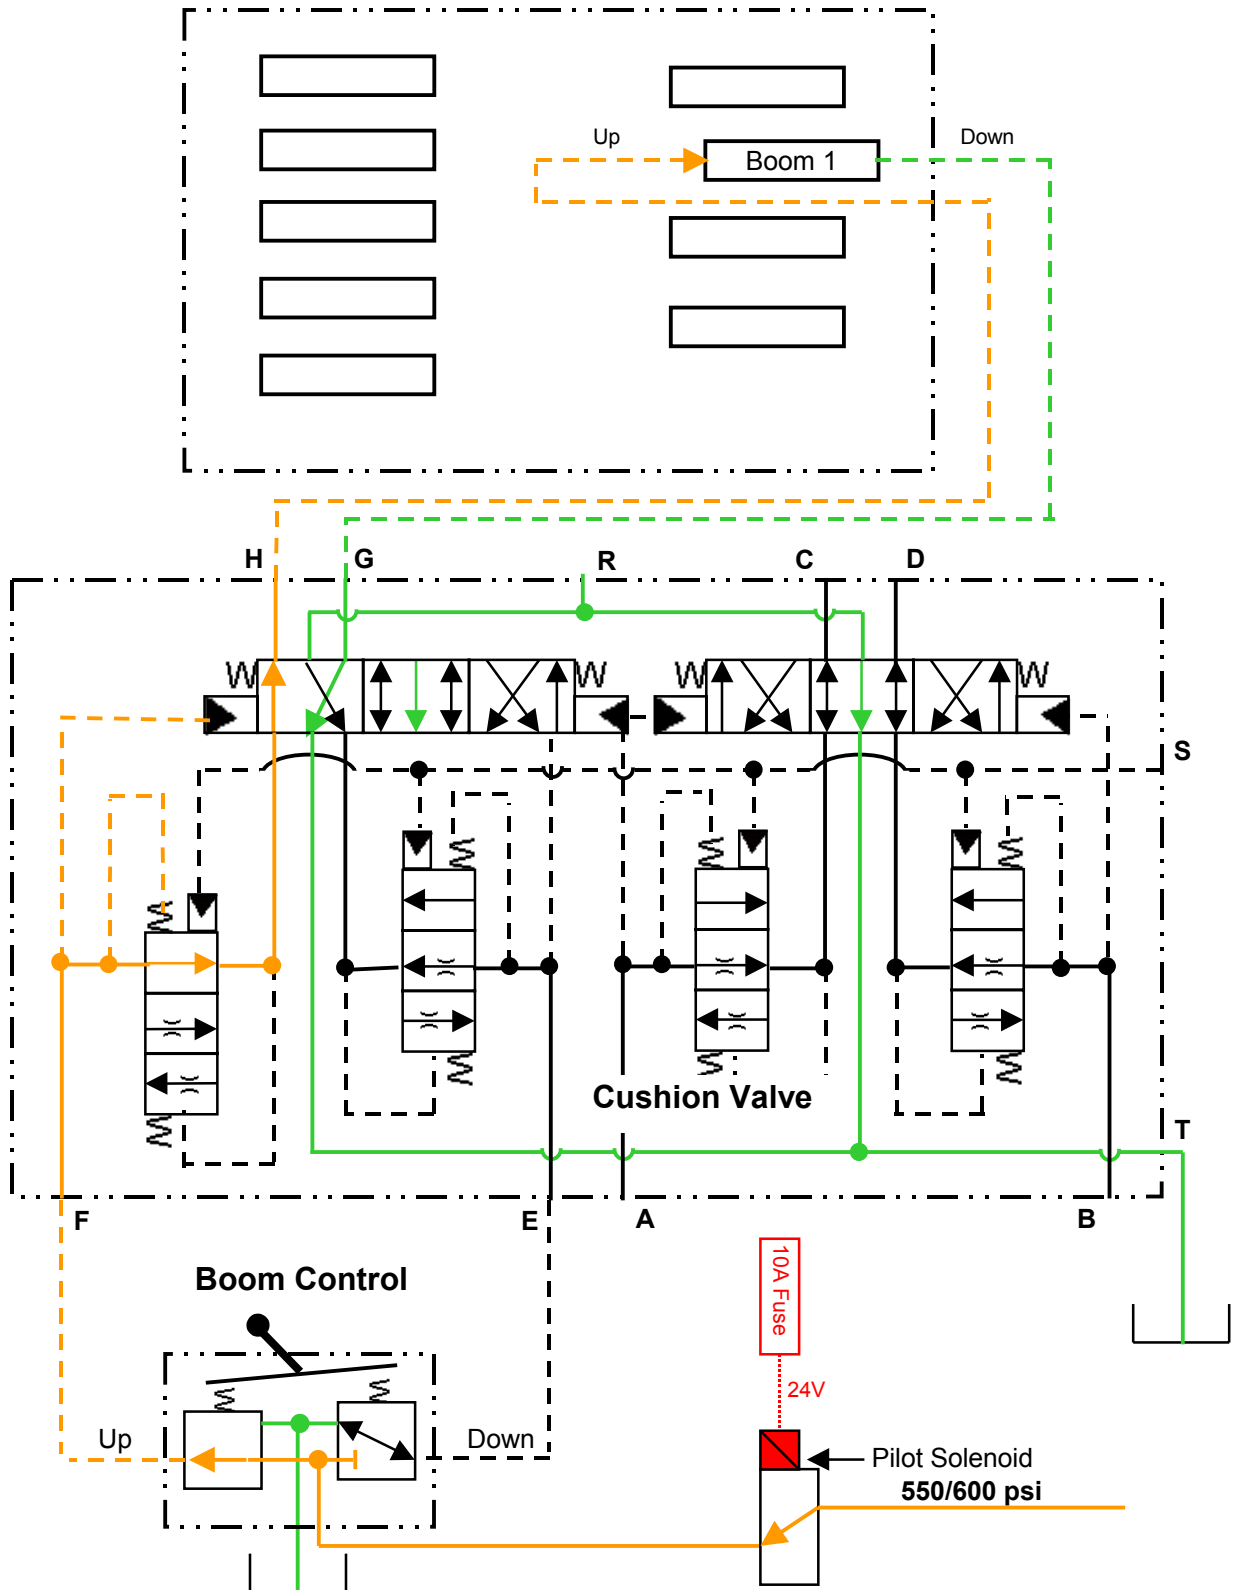 Up
Down
Boom 1
H
G
R
C
D
S
Cushion Valve
T
F
E
A
B
Boom Control
10A Fuse
24V
Up
Down
Pilot Solenoid
550/600 psi